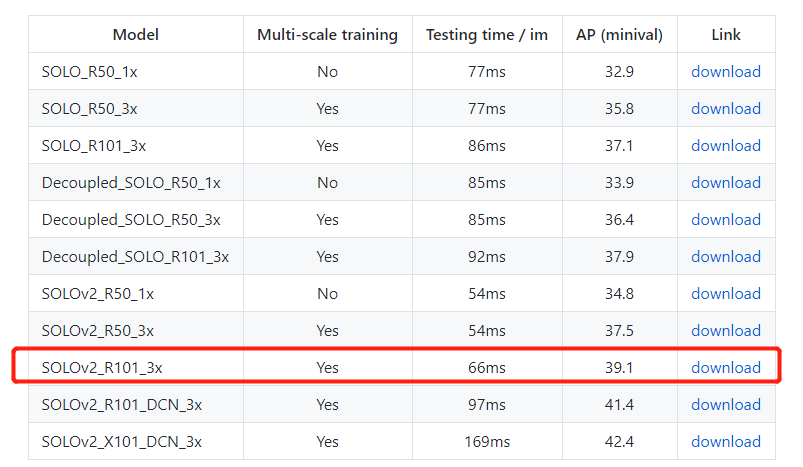 Model Multi-scale training Testing time / im AP (minival) Link
SOLO_R50_1x No 77ms 32.9 download
SOLO_R50_3x Yes 77ms 35.8 download
SOLO_R101_3x Yes 86ms 37.1 download
Decoupled_SOLO_R50_1x No 85ms 33.9 download
Decoupled_SOLO_R50_3x Yes 85ms 36.4 download
Decoupled_SOLO_R101_3x Yes 92ms 37.9 download
SOLOv2_R50_1x No 54ms 34.8 download
SOLOv2_R50_3x Yes 54ms 37.5 download
SOLOv2_R101_3x Yes 66ms 39.1 download
SOLOv2_R101_DCN_3x Yes 97ms 41.4 download
SOLOv2_X101_DCN_3x Yes 169ms 42.4 download